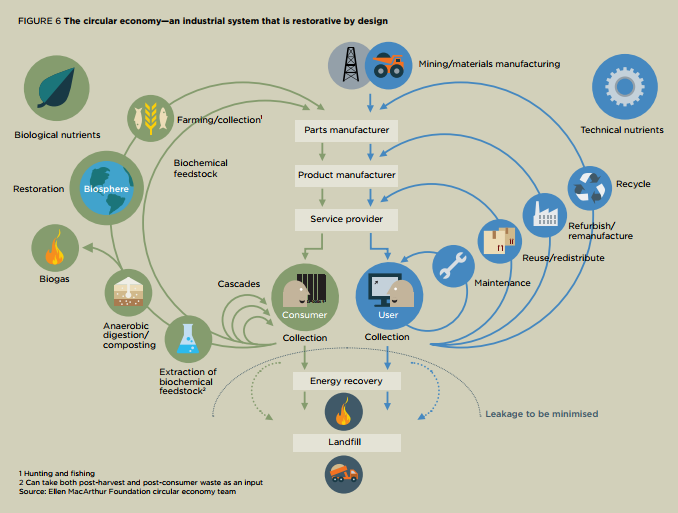 FIGURE 6 The circular economy—an industrial system that is restorative by design
Mining/materials manufacturing
Biological nutrients
Farming/collection¹
Technical nutrients
Parts manufacturer
Biochemical
feedstock
Product manufacturer
Restoration
Biosphere
Recycle
Service provider
Refurbish/
remanufacture
Reuse/redistribute
Biogas
Cascades
Maintenance
Consumer
User
Anaerobic
digestion/
composting
Collection
Collection
Extraction of
biochemical
feedstock²
Energy recovery
Leakage to be minimised
Landfill
1 Hunting and fishing
2 Can take both post-harvest and post-consumer waste as an input
Source: Ellen MacArthur Foundation circular economy team